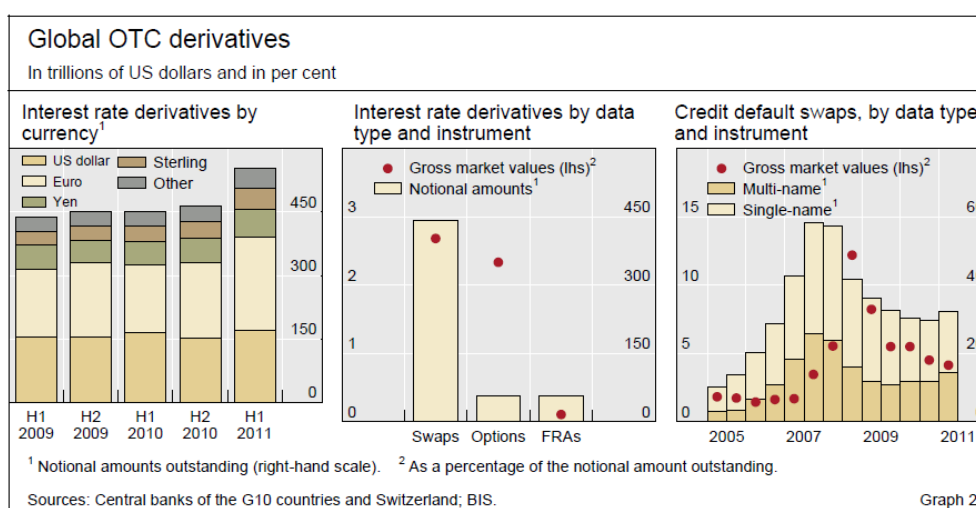 Global OTC derivatives
In trillions of US dollars and in per cent
Interest rate derivatives by
currency1
US dollar
Euro
Yen
Sterling
Other
450
300
150
0
H1 2009
H2 2009
H1 2010
H2 2010
H1 2011
Interest rate derivatives by data
type and instrument
Gross market values (lhs)2
Notional amounts1
3
2
1
0
450
300
150
0
Swaps Options FRAs
Credit default swaps, by data type
and instrument
Gross market values (lhs)2
Multi-name1
Single-name1
15
10
5
0
2005 2007 2009 2011
1 Notional amounts outstanding (right-hand scale). 2 As a percentage of the notional amount outstanding.
Sources: Central banks of the G10 countries and Switzerland; BIS.
Graph 2